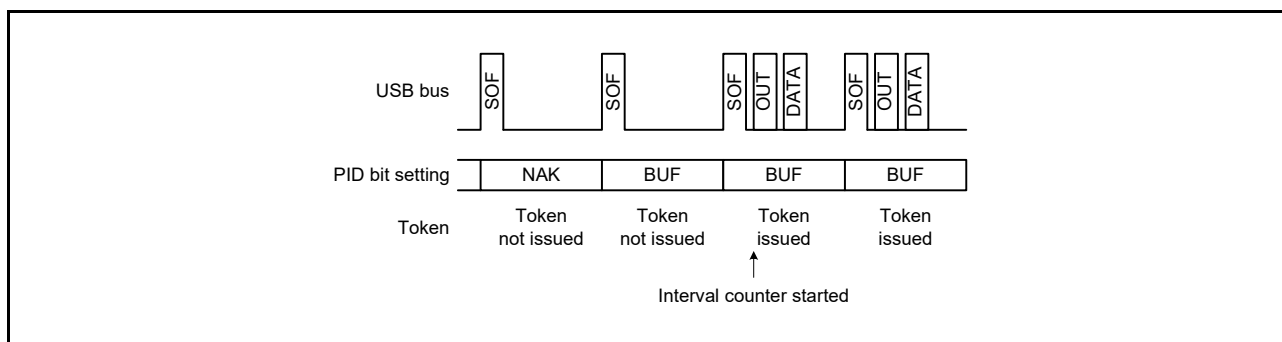 USB bus
SOF
SOF
SOF
OUT
DATA
SOF
OUT
DATA
PID bit setting
NAK
BUF
BUF
BUF
Token
Token
not issued
Token
not issued
Token
issued
Token
issued
Interval counter started